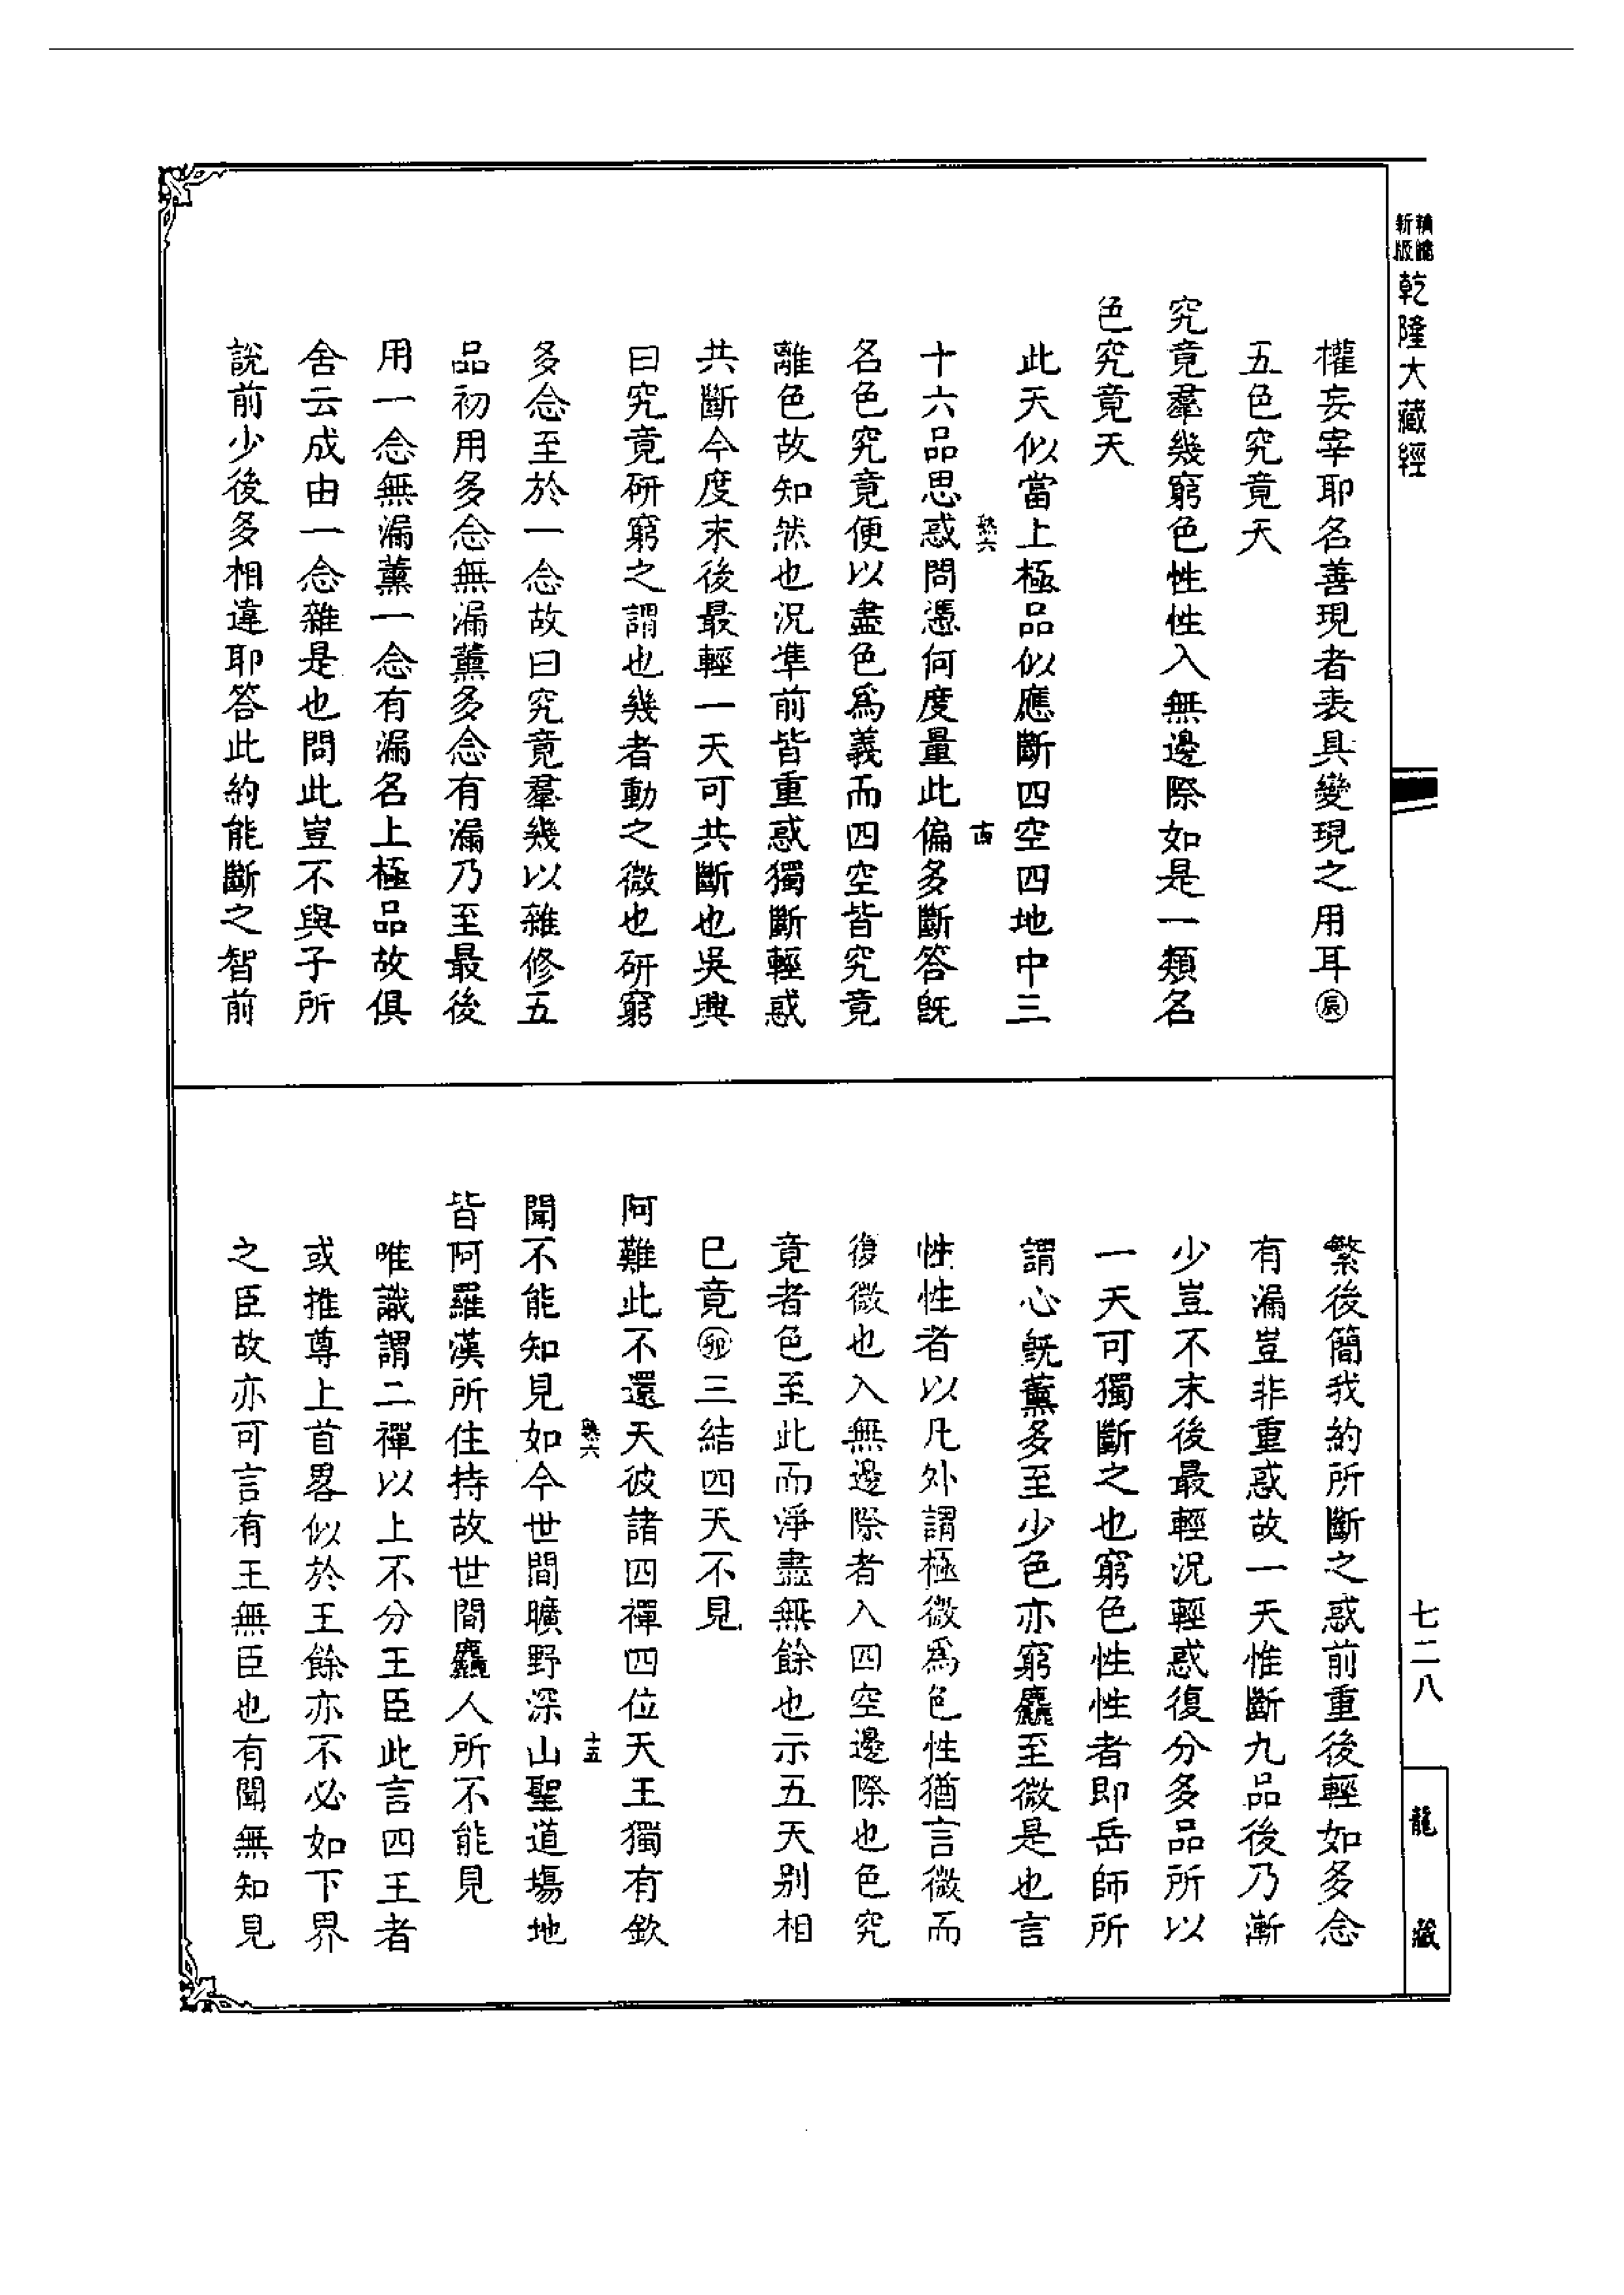 新版精縮乾隆大藏經
七二八
龍藏
權妄宰耶名善現者表具變現之用耳㊁辰
五色究竟天
究竟羣幾窮色性性入無邊際如是一類名
色究竟天
此天似當上極品似應斷四空四地中三
十六品思惑問憑何度量此偏多斷答既
名色究竟便以盡色爲義而四空皆究竟
離色故知然也況準前皆重惑獨斷輕惑
共斷今度末後最輕一天可共斷也吳興
曰究竟研窮之謂也幾者動之微也研窮
多念至於一念故曰究竟羣幾以雜修五
品初用多念無漏薰多念有漏乃至最後
用一念無漏薰一念有漏名上極品故俱
舍云成由一念雜是也問此豈不與子所
說前少後多相違耶答此約能斷之智前
繁後簡我約所斷之惑前重後輕如多念
有漏豈非重惑故一天惟斷九品後乃漸
少豈不末後最輕況輕惑復分多品所以
一天可獨斷之也窮色性性者即岳師所
謂心既薰多至少色亦窮麤至微是也言
性性者以凡外謂極微爲色性猶言微而
復微也入無邊際者入四空邊際也色究
竟者色至此而淨盡無餘也示五天別相
巳竟卯三結四天不見
阿難此不還天彼諸四禪四位天王獨有欽
聞不能知見如今世間曠野深山聖道場地
皆阿羅漢所住持故世間麤人所不能見
唯識謂二禪以上不分王臣此言四王者
或推尊上首畧似於王餘亦不必如下界
之臣故亦可言有王無臣也有聞無知見